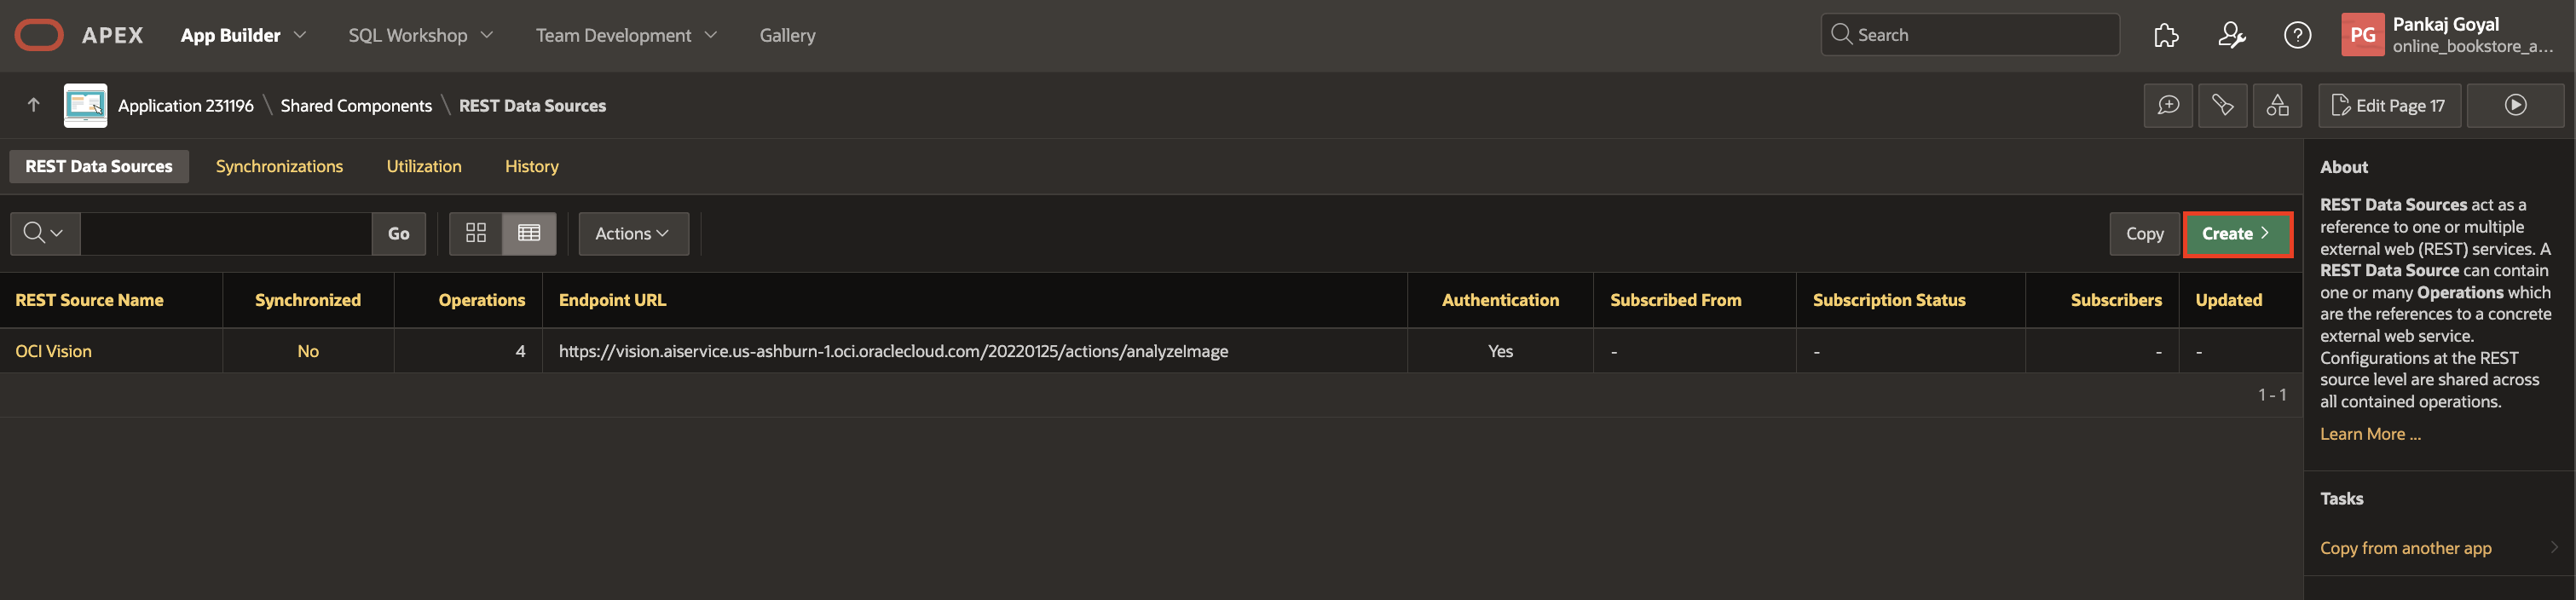 APEX App Builder SQL Workshop Team Development Gallery Search PG Pankaj Goyal
online_bookstore_a...
Application 231196 \ Shared Components \ REST Data Sources Edit Page 17
REST Data Sources Synchronizations Utilization History
Go Actions Copy Create
REST Source Name Synchronized Operations Endpoint URL Authentication Subscribed From Subscription Status Subscribers Updated
OCI Vision No 4 https://vision.aiservice.us-ashburn-1.oci.oraclecloud.com/20220125/actions/analyzeImage Yes - - - -
1 - 1
About
REST Data Sources act as a
reference to one or multiple
external web (REST) services. A
REST Data Source can contain
one or many Operations which
are the references to a concrete
external web service.
Configurations at the REST
source level are shared across
all contained operations.
Learn More ...
Tasks
Copy from another app